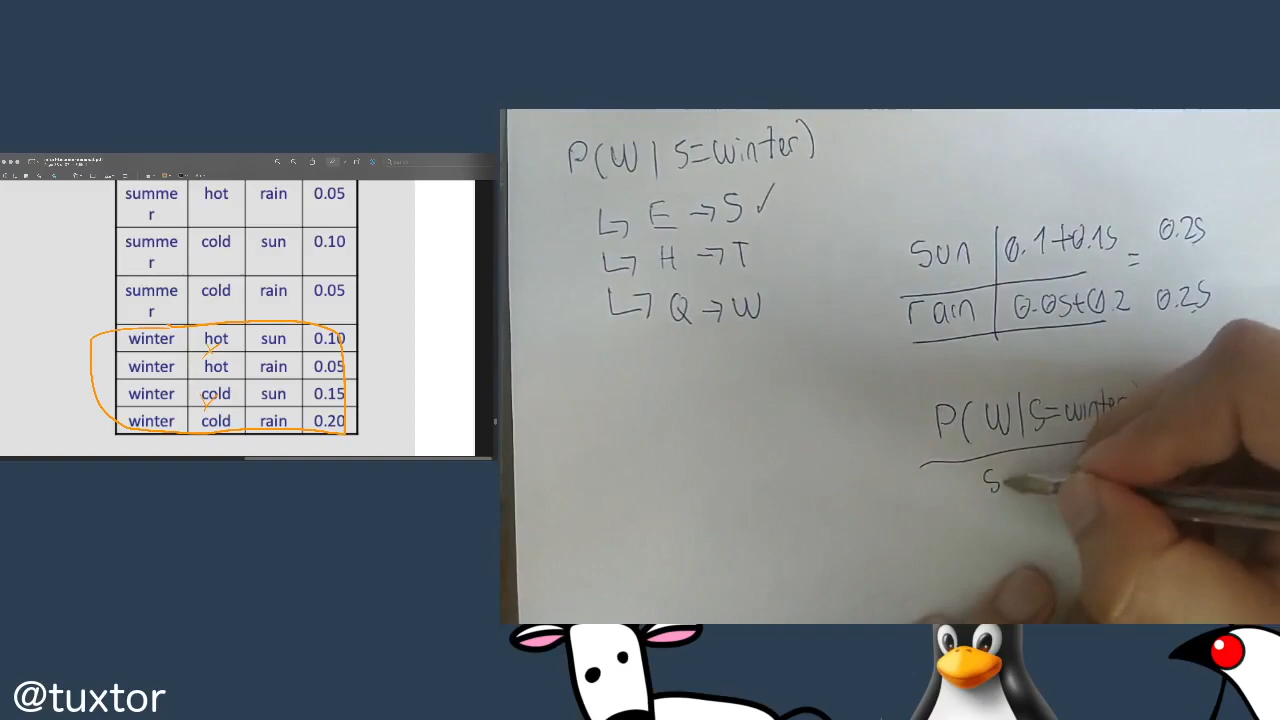 summe hot rain 0.05
r
summe cold sun 0.10
r
summe cold rain 0.05
r
winter hot sun 0.10
winter hot rain 0.05
winter cold sun 0.15
winter cold rain 0.20
P(W | S=winter)
↳ E → S ✓
↳ H → T
↳ Q → W
sun | 0.1+0.15 = 0.25
rain | 0.05+0.2 0.25
P(W|S=winter)
S
@tuxtor